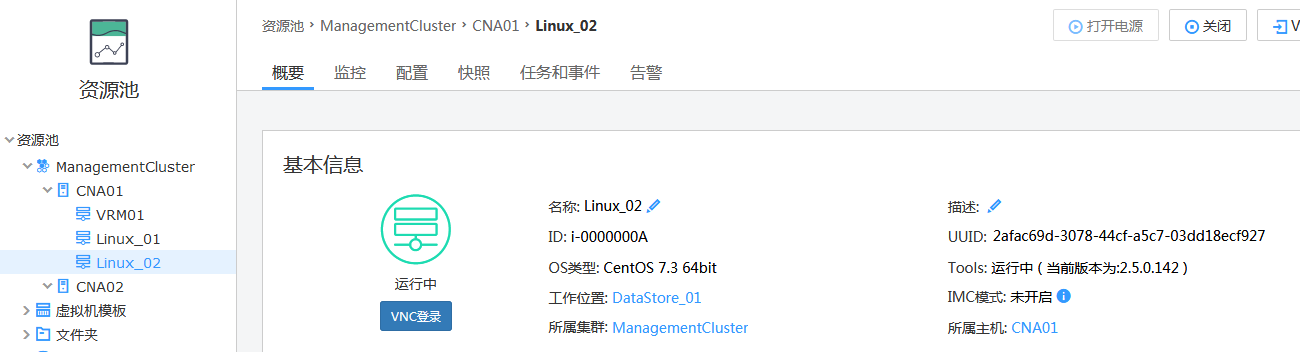 资源池
资源池
ManagementCluster
CNA01
VRM01
Linux_01
Linux_02
CNA02
虚拟机模板
文件夹
资源池 › ManagementCluster › CNA01 › Linux_02
打开电源
关闭
V
概要 监控 配置 快照 任务和事件 告警
基本信息
运行中
VNC登录
名称: Linux_02
ID: i-0000000A
OS类型: CentOS 7.3 64bit
工作位置: DataStore_01
所属集群: ManagementCluster
描述:
UUID: 2afac69d-3078-44cf-a5c7-03dd18ecf927
Tools: 运行中 ( 当前版本为:2.5.0.142 )
IMC模式: 未开启
所属主机: CNA01